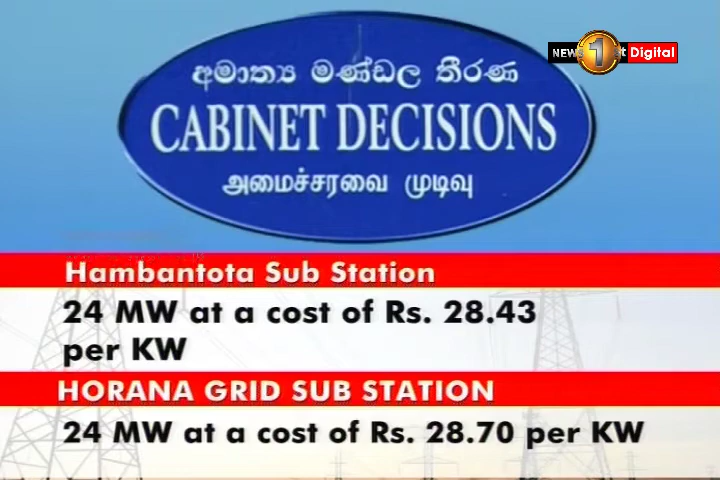 NEWS 1st Digital
අමාත්‍ය මණ්ඩල තීරණ
CABINET DECISIONS
அமைச்சரவை முடிவு
Hambantota Sub Station
24 MW at a cost of Rs. 28.43
per KW
HORANA GRID SUB STATION
24 MW at a cost of Rs. 28.70 per KW